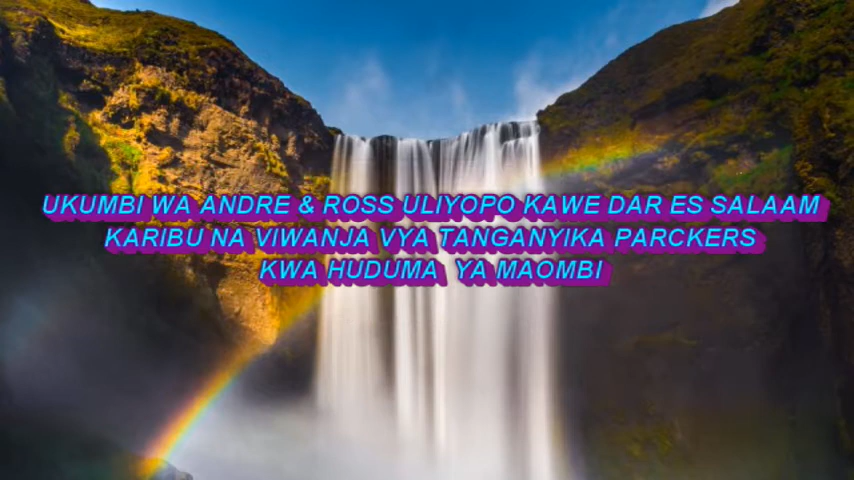 UKUMBI WA ANDRE & ROSS ULIYOPO KAWE DAR ES SALAAM
KARIBU NA VIWANJA VYA TANGANYIKA PARCKERS
KWA HUDUMA YA MAOMBI